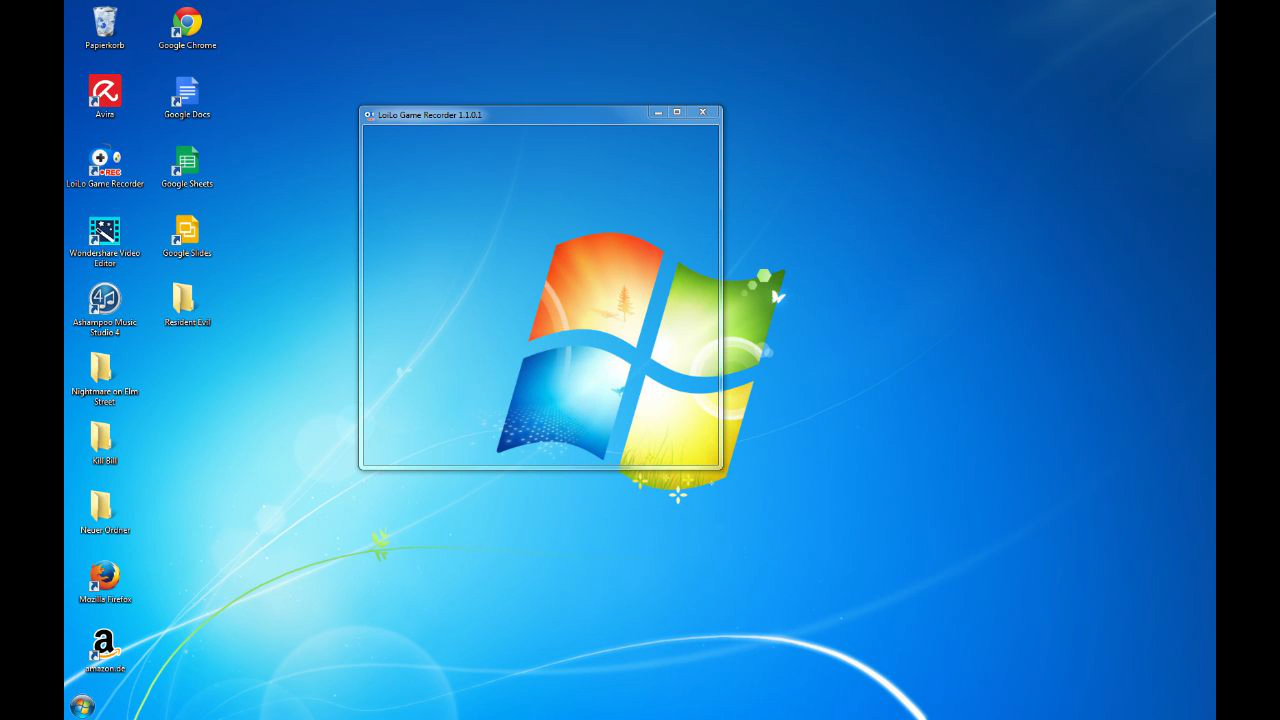 Papierkorb
Google Chrome
Avira
Google Docs
LoiLo Game Recorder 1.1.0.1
REC
LoiLo Game Recorder
Google Sheets
Wondershare Video
Editor
Google Slides
4
Ashampoo Music
Studio 4
Resident Evil
Nightmare on Elm
Street
Kill Bill
Neuer Ordner
Mozilla Firefox
a
amazon.de